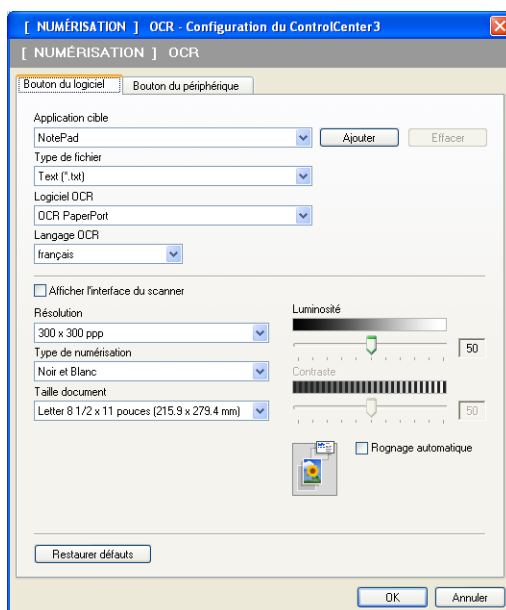 [ NUMÉRISATION ] OCR - Configuration du ControlCenter3
[ NUMÉRISATION ] OCR
Bouton du logiciel Bouton du périphérique
Application cible
NotePad Ajouter Effacer
Type de fichier
Text (*.txt)
Logiciel OCR
OCR PaperPort
Langage OCR
français
Afficher l'interface du scanner
Résolution Luminosité
300 x 300 ppp
50
Type de numérisation
Noir et Blanc Contraste
Taille document
Letter 8 1/2 x 11 pouces (215.9 x 279.4 mm) 50
Rognage automatique
Restaurer défauts
OK Annuler